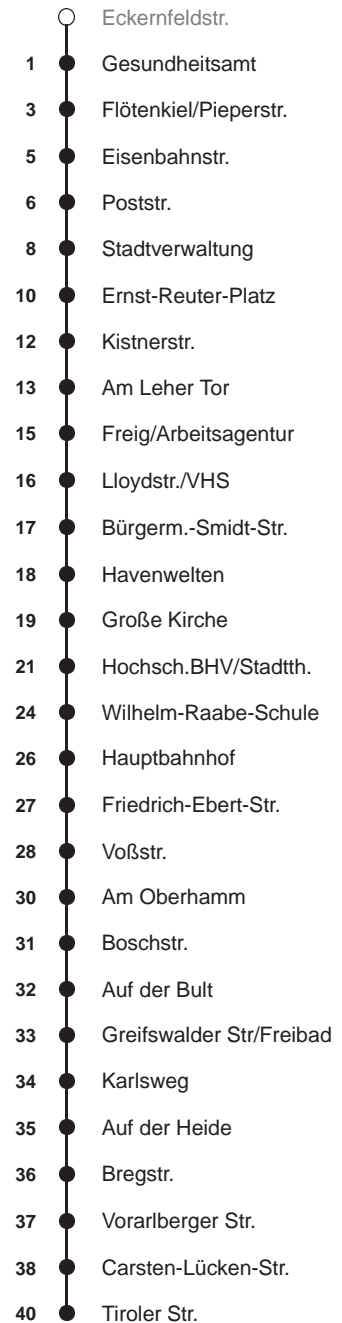 Eckernfeldstr.
1 Gesundheitsamt
3 Flötenkiel/Pieperstr.
5 Eisenbahnstr.
6 Poststr.
8 Stadtverwaltung
10 Ernst-Reuter-Platz
12 Kistnerstr.
13 Am Leher Tor
15 Freig/Arbeitsagentur
16 Lloydstr./VHS
17 Bürgerm.-Smidt-Str.
18 Havenwelten
19 Große Kirche
21 Hochsch.BHV/Stadtth.
24 Wilhelm-Raabe-Schule
26 Hauptbahnhof
27 Friedrich-Ebert-Str.
28 Voßstr.
30 Am Oberhamm
31 Boschstr.
32 Auf der Bult
33 Greifswalder Str/Freibad
34 Karlsweg
35 Auf der Heide
36 Bregstr.
37 Vorarlberger Str.
38 Carsten-Lücken-Str.
40 Tiroler Str.